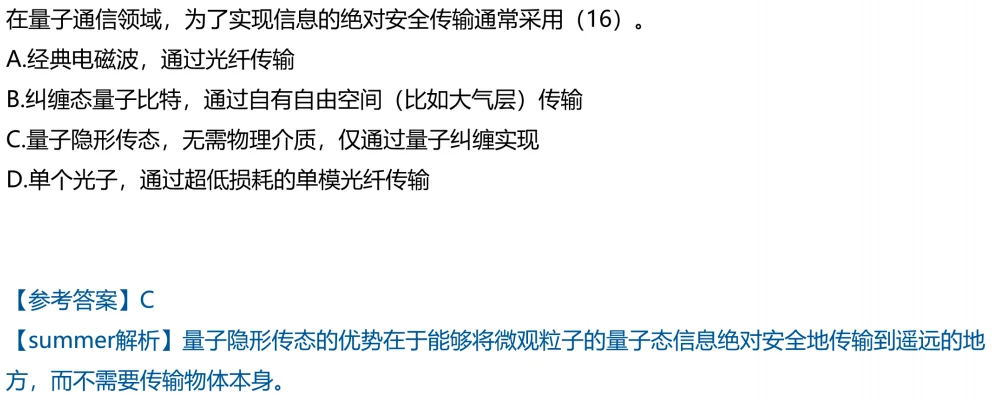 在量子通信领域，为了实现信息的绝对安全传输通常采用（16）。
A.经典电磁波，通过光纤传输
B.纠缠态量子比特，通过自有自由空间（比如大气层）传输
C.量子隐形传态，无需物理介质，仅通过量子纠缠实现
D.单个光子，通过超低损耗的单模光纤传输
【参考答案】C
【summer解析】量子隐形传态的优势在于能够将微观粒子的量子态信息绝对安全地传输到遥远的地
方，而不需要传输物体本身。